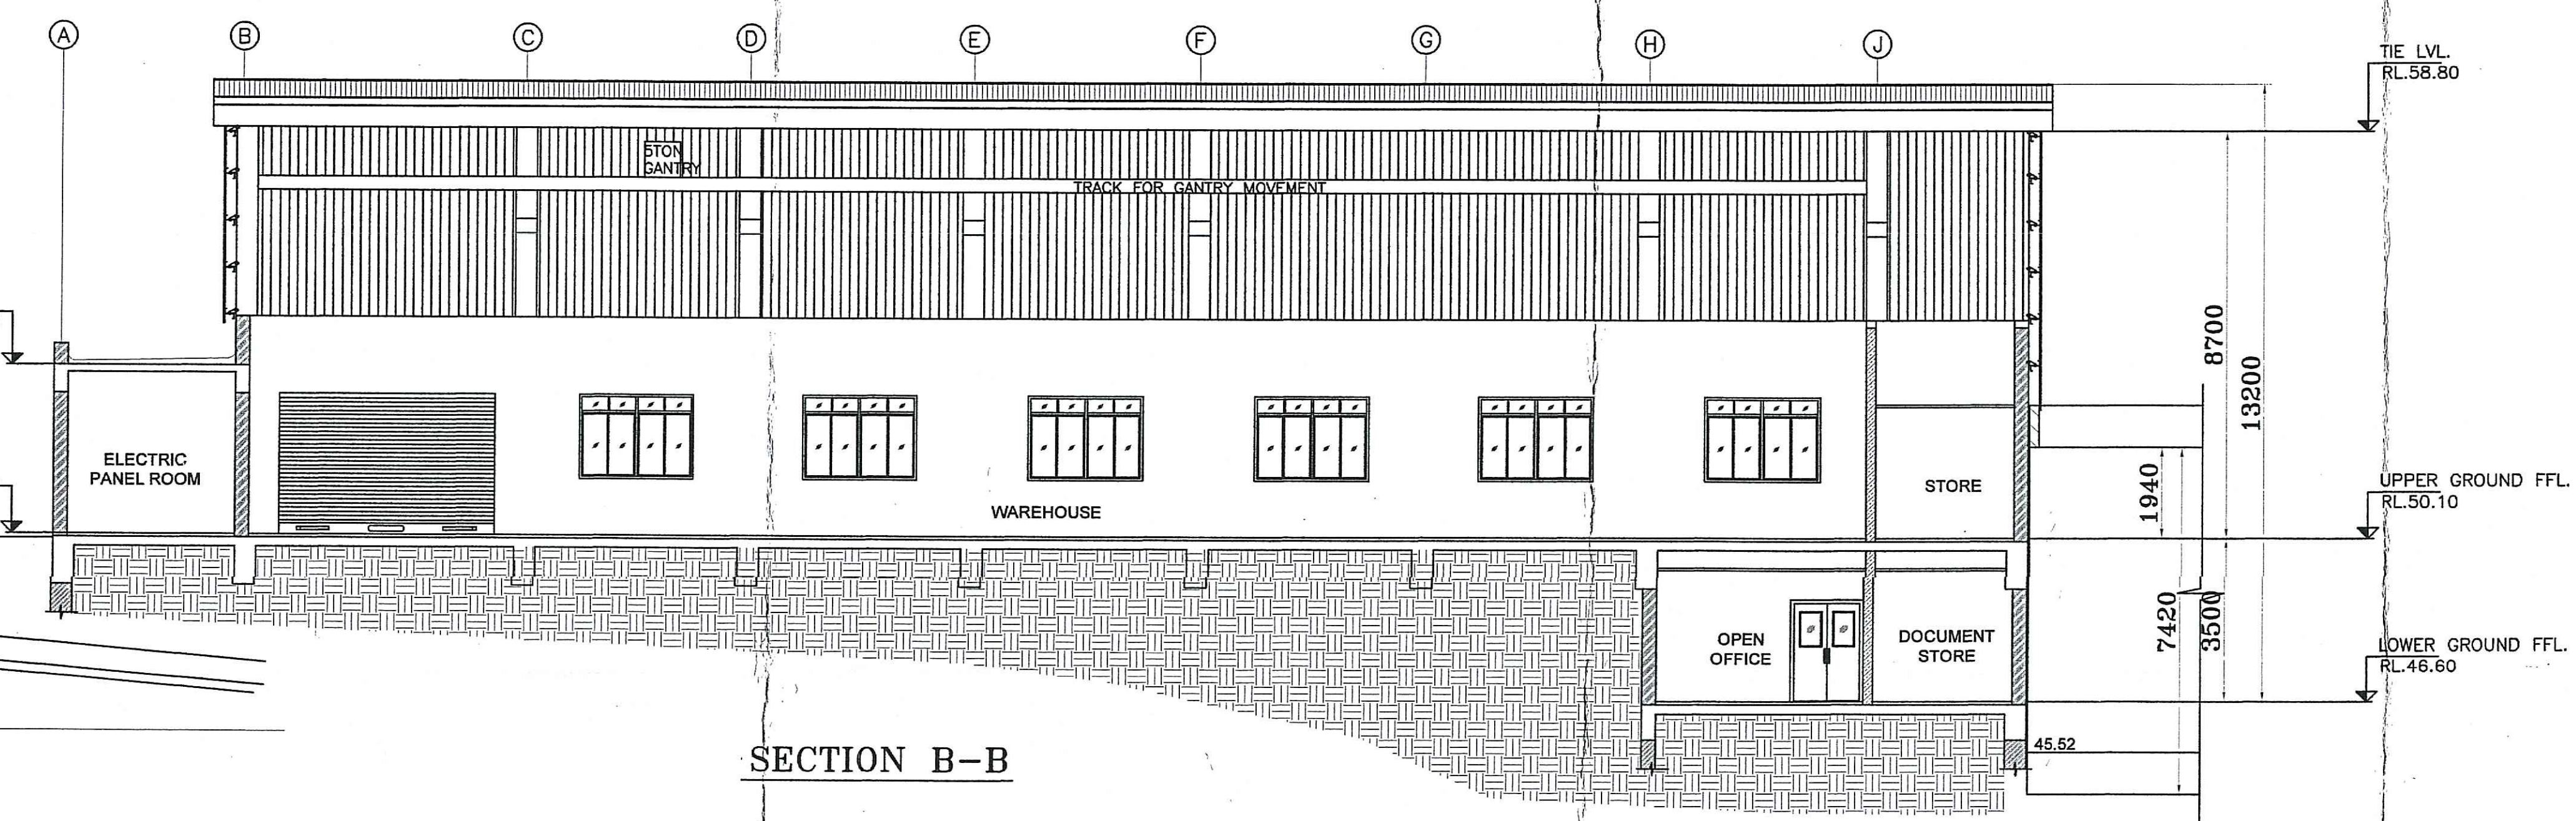 A
B
C
D
E
F
G
H
J
TIE LVL.
RL.58.80
5TON
GANTRY
TRACK FOR GANTRY MOVEMENT
8700
13200
ELECTRIC
PANEL ROOM
WAREHOUSE
STORE
1940
UPPER GROUND FFL.
RL.50.10
7420
3500
OPEN
OFFICE
DOCUMENT
STORE
LOWER GROUND FFL.
RL.46.60
45.52
SECTION B-B